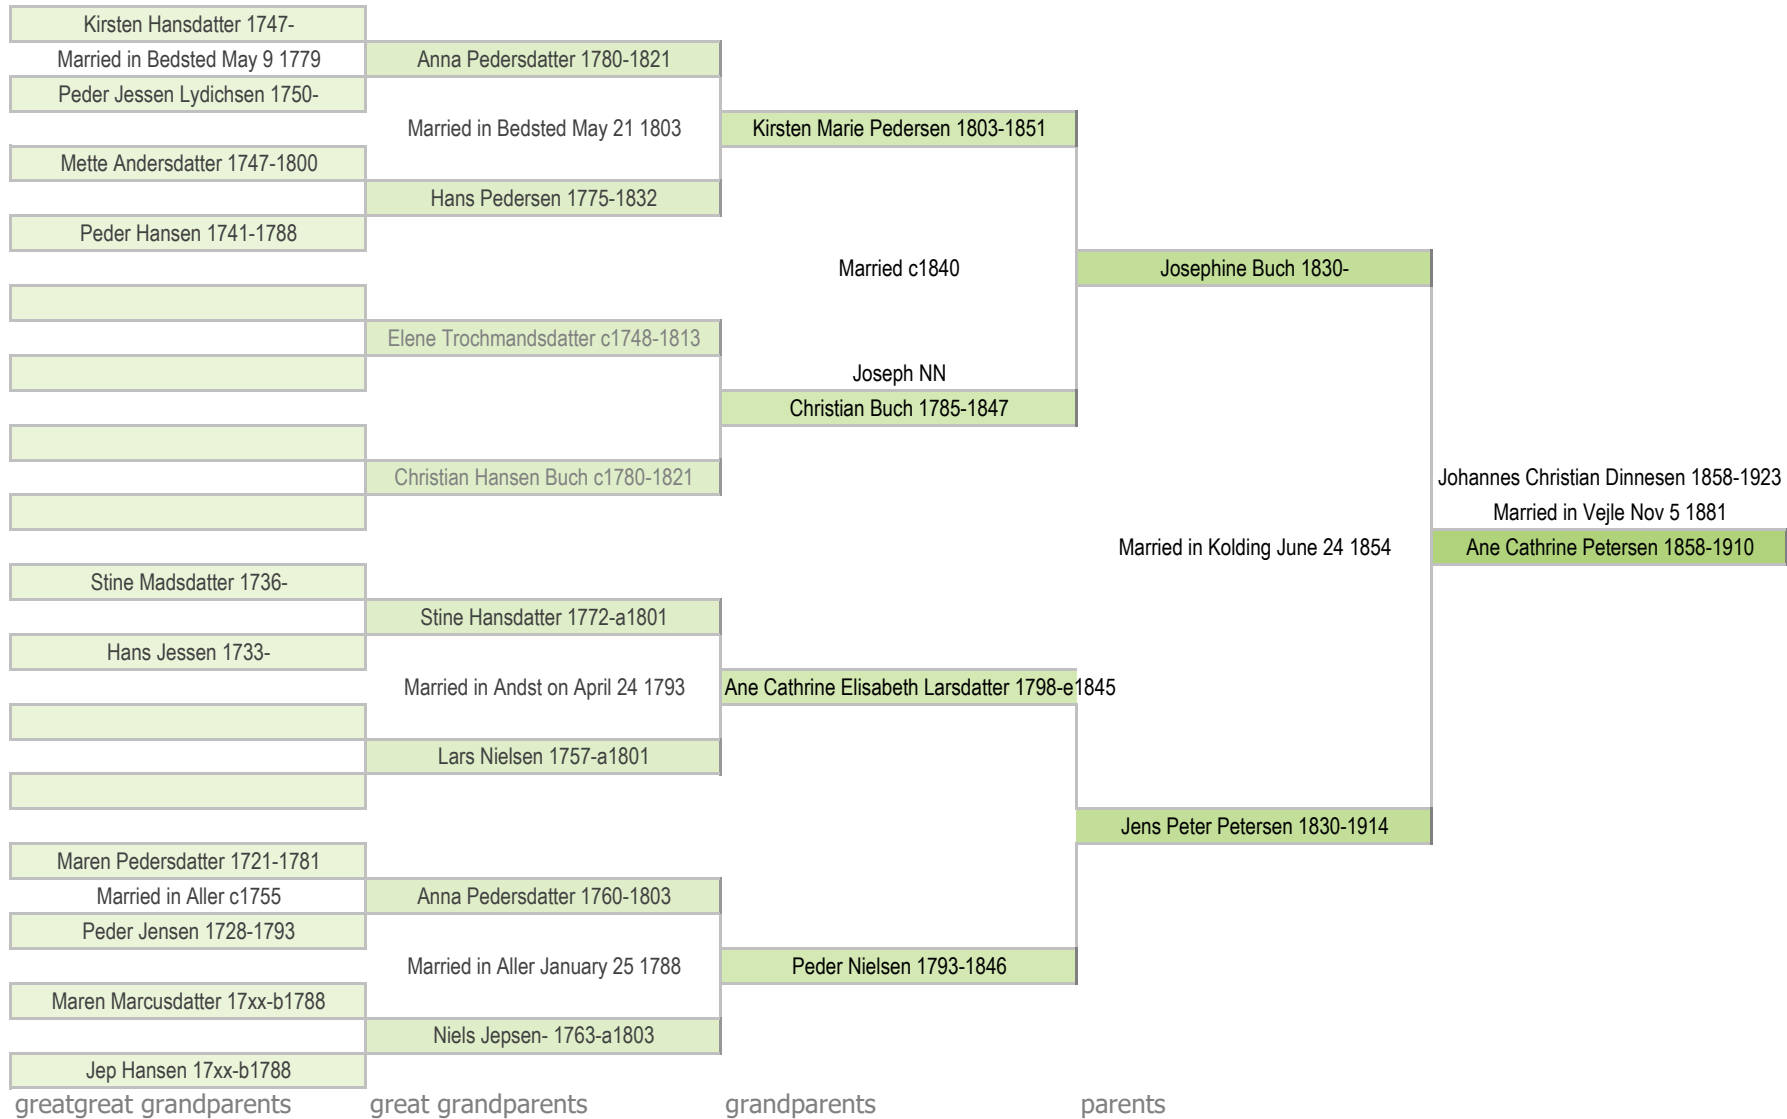 Kirsten Hansdatter 1747-
Married in Bedsted May 9 1779
Anna Pedersdatter 1780-1821
Peder Jessen Lydichsen 1750-
Married in Bedsted May 21 1803
Kirsten Marie Pedersen 1803-1851
Mette Andersdatter 1747-1800
Hans Pedersen 1775-1832
Peder Hansen 1741-1788
Married c1840
Josephine Buch 1830-
Elene Trochmandsdatter c1748-1813
Joseph NN
Christian Buch 1785-1847
Christian Hansen Buch c1780-1821
Johannes Christian Dinnesen 1858-1923
Married in Vejle Nov 5 1881
Married in Kolding June 24 1854
Ane Cathrine Petersen 1858-1910
Stine Madsdatter 1736-
Stine Hansdatter 1772-a1801
Hans Jessen 1733-
Married in Andst on April 24 1793
Ane Cathrine Elisabeth Larsdatter 1798-e1845
Lars Nielsen 1757-a1801
Jens Peter Petersen 1830-1914
Maren Pedersdatter 1721-1781
Married in Aller c1755
Anna Pedersdatter 1760-1803
Peder Jensen 1728-1793
Married in Aller January 25 1788
Peder Nielsen 1793-1846
Maren Marcusdatter 17xx-b1788
Niels Jepsen- 1763-a1803
Jep Hansen 17xx-b1788
greatgreat grandparents
great grandparents
grandparents
parents